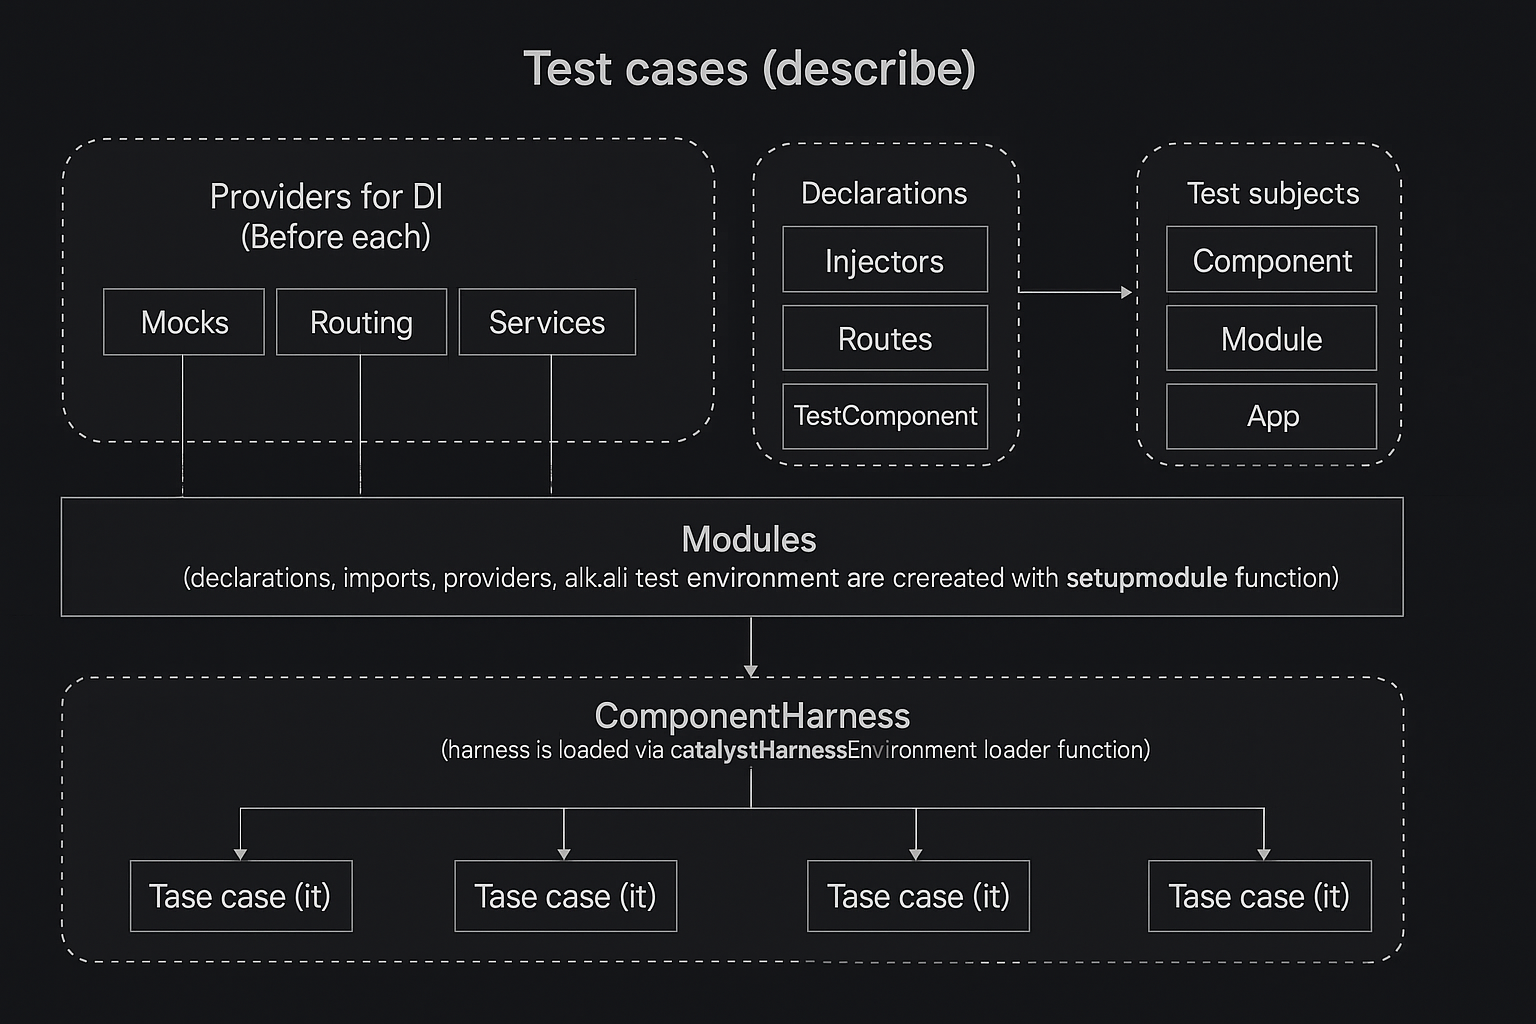 Test cases (describe)
Providers for DI
(Before each)
Mocks
Routing
Services
Declarations
Injectors
Routes
TestComponent
Test subjects
Component
Module
App
Modules
(declarations, imports, providers, alk.ali test environment are crereated with setupmodule function)
ComponentHarness
(harness is loaded via catalystHarnessEnvironment loader function)
Tase case (it)
Tase case (it)
Tase case (it)
Tase case (it)